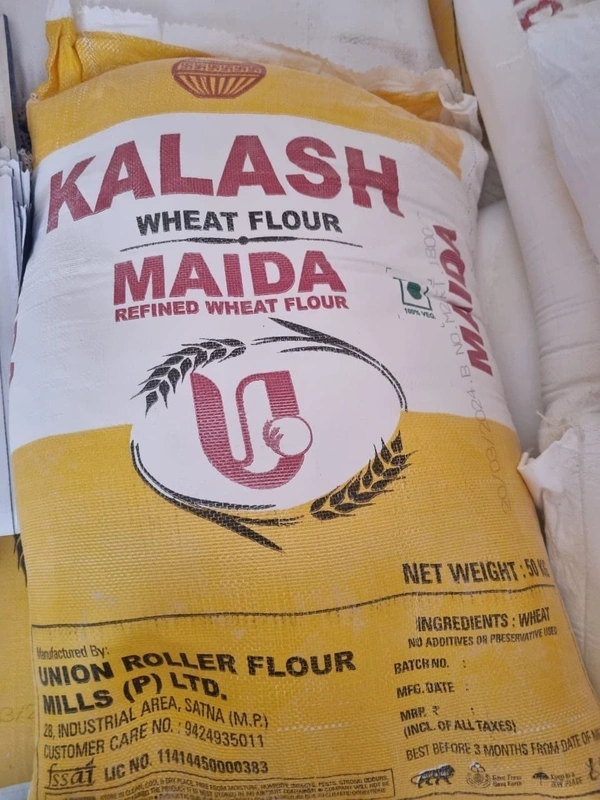 KALASH
WHEAT FLOUR
MAIDA
REFINED WHEAT FLOUR
100% VEG.
MAIDA
NET WEIGHT : 50 KG
Manufactured By:
UNION ROLLER FLOUR
MILLS (P) LTD.
28, INDUSTRIAL AREA, SATNA (M.P.)
CUSTOMER CARE NO. : 9424935011
fssai LIC NO. 11414450000383
INGREDIENTS : WHEAT
NO ADDITIVES OR PRESERVATIVE USED
BATCH NO. :
MFG. DATE :
MRP. ₹ :
(INCL. OF ALL TAXES)
BEST BEFORE 3 MONTHS FROM DATE OF